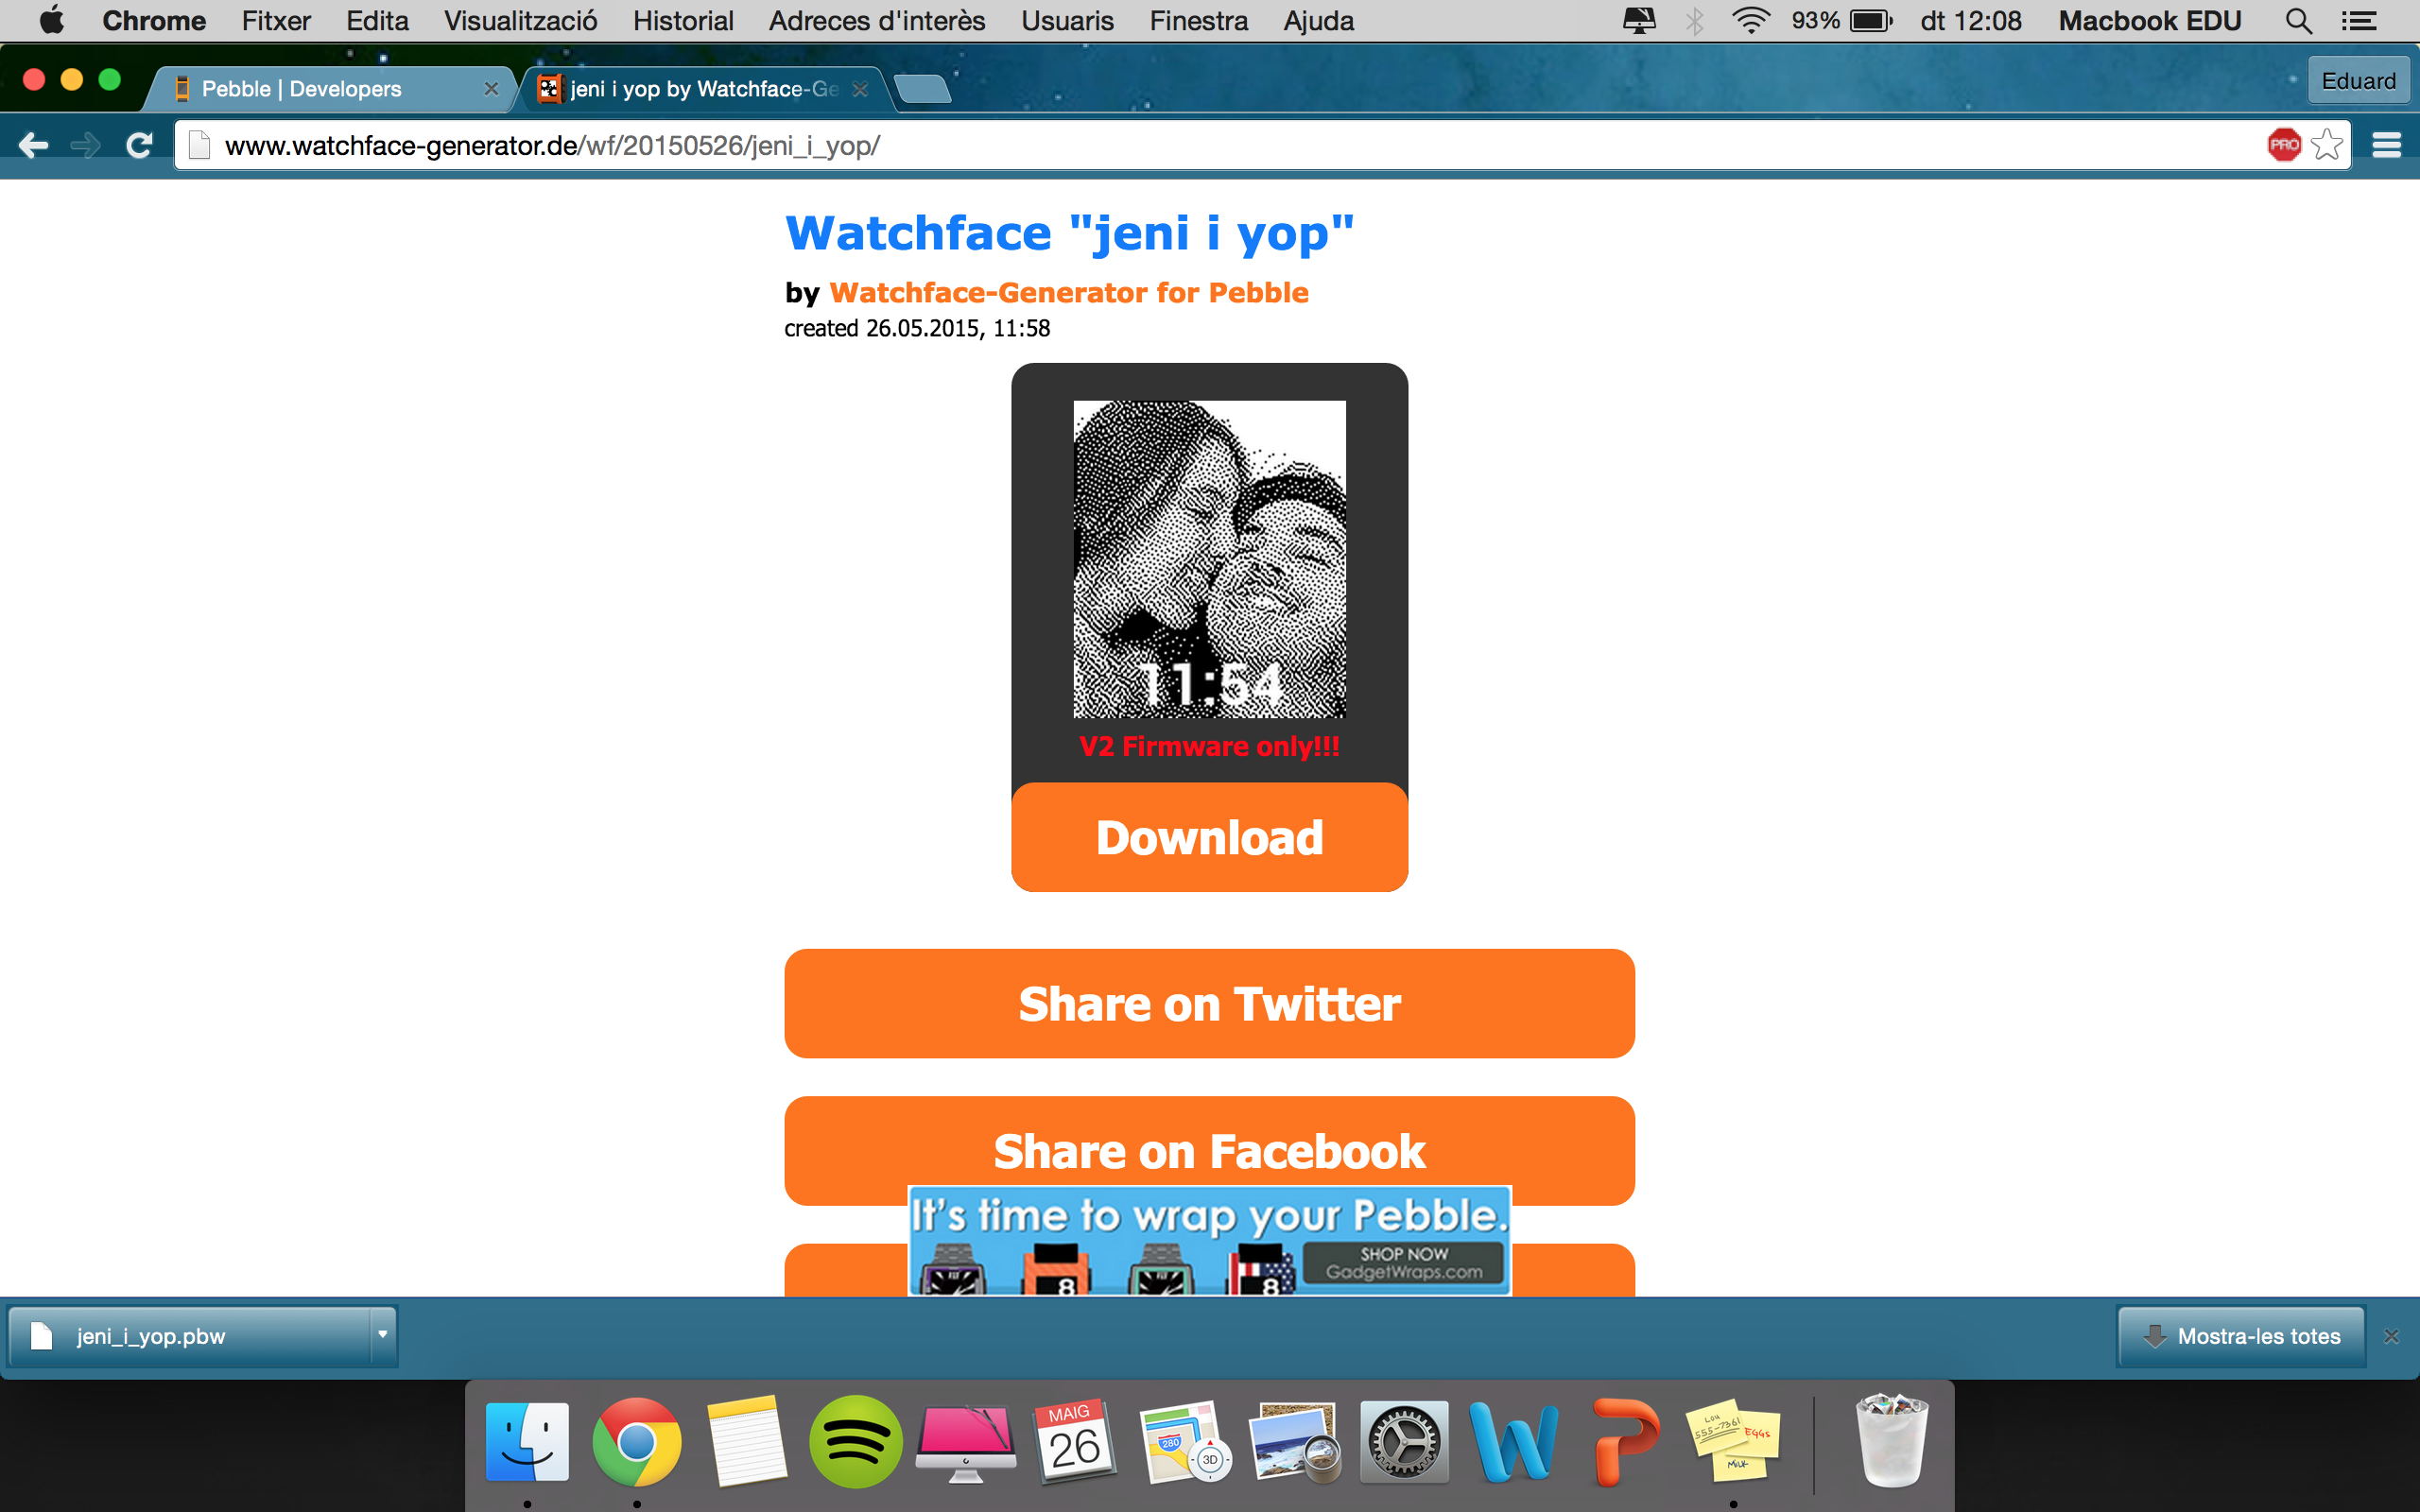 Chrome Fitxer Edita Visualització Historial Adreces d'interès Usuaris Finestra Ajuda 93% dt 12:08 Macbook EDU
Pebble | Developers jeni i yop by Watchface-Ge Eduard
www.watchface-generator.de/wf/20150526/jeni_i_yop/ PRO
Watchface "jeni i yop"
by Watchface-Generator for Pebble
created 26.05.2015, 11:58
11:54
V2 Firmware only!!!
Download
Share on Twitter
Share on Facebook
It's time to wrap your Pebble.
SHOP NOW
GadgetWraps.com
8 8
jeni_i_yop.pbw Mostra-les totes
MAIG
26
280
3D
LOU
555-7361
EGGS
MILK